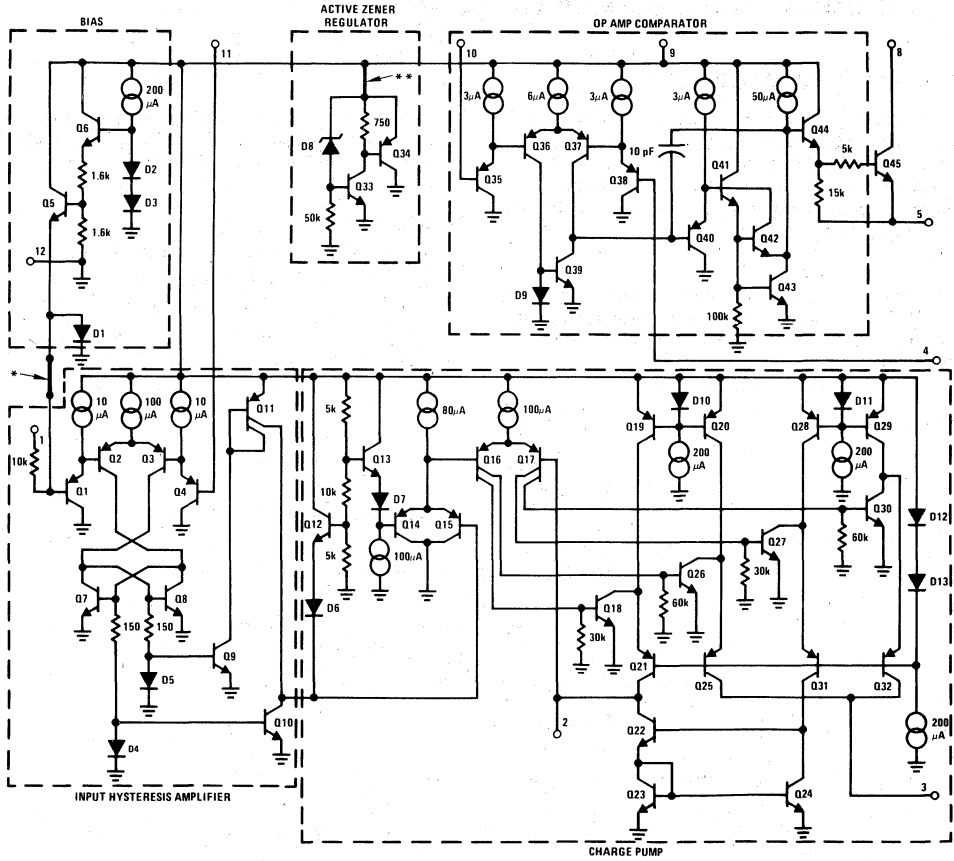 BIAS
ACTIVE ZENER
REGULATOR
OP AMP COMPARATOR
11
10
9
8
200
μA
Q6
D2
D3
1.6k
Q5
1.6k
12
D1
*
**
D8
750
Q34
Q33
50k
3μA
6μA
3μA
3μA
50μA
Q36
Q37
10 pF
Q35
Q38
Q41
Q44
5k
Q45
15k
5
Q40
Q42
Q39
D9
Q43
100k
4
1
10k
10
μA
100
μA
10
μA
Q11
Q2
Q3
Q1
Q4
Q7
Q8
150
150
Q9
D5
Q10
D4
INPUT HYSTERESIS AMPLIFIER
5k
Q13
10k
D7
Q12
Q14
Q15
5k
100μA
D6
80μA
100μA
Q16
Q17
Q19
D10
Q20
200
μA
Q28
D11
Q29
200
μA
Q30
60k
D12
D13
Q27
30k
Q26
60k
Q18
30k
Q21
Q25
Q31
Q32
2
Q22
200
μA
Q23
Q24
3
CHARGE PUMP